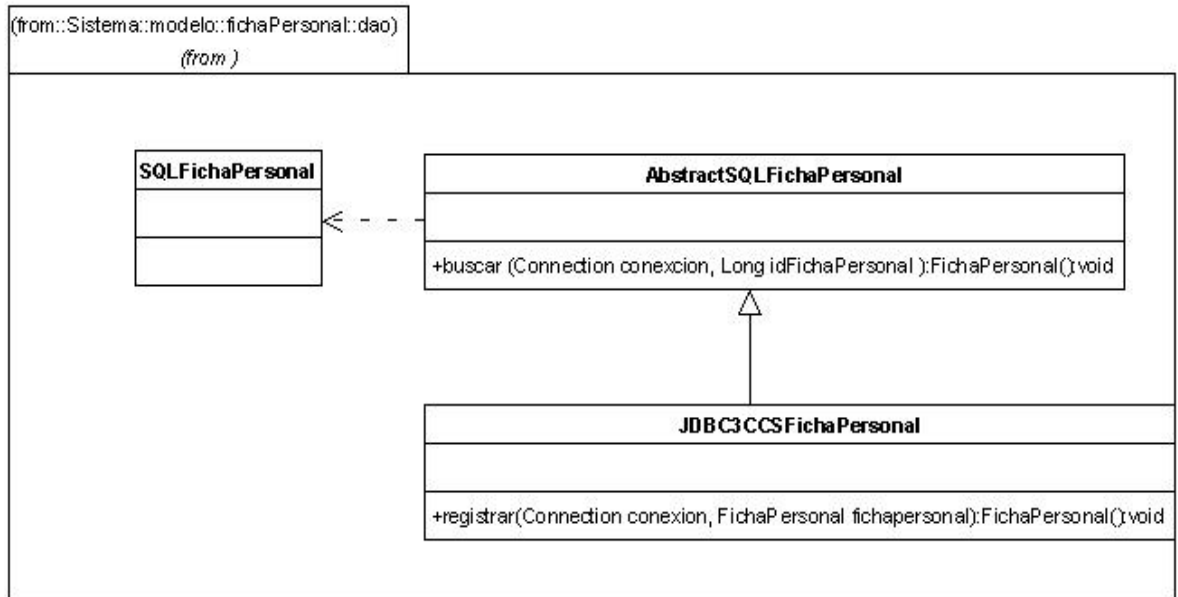 (from::Sistema::modelo::fichaPersonal::dao)
(from )
SQLFichaPersonal
AbstractSQLFichaPersonal
+buscar (Connection conexcion, Long idFichaPersonal ):FichaPersonal():void
JDBC3CCSFichaPersonal
+registrar(Connection conexion, FichaPersonal fichapersonal):FichaPersonal():void